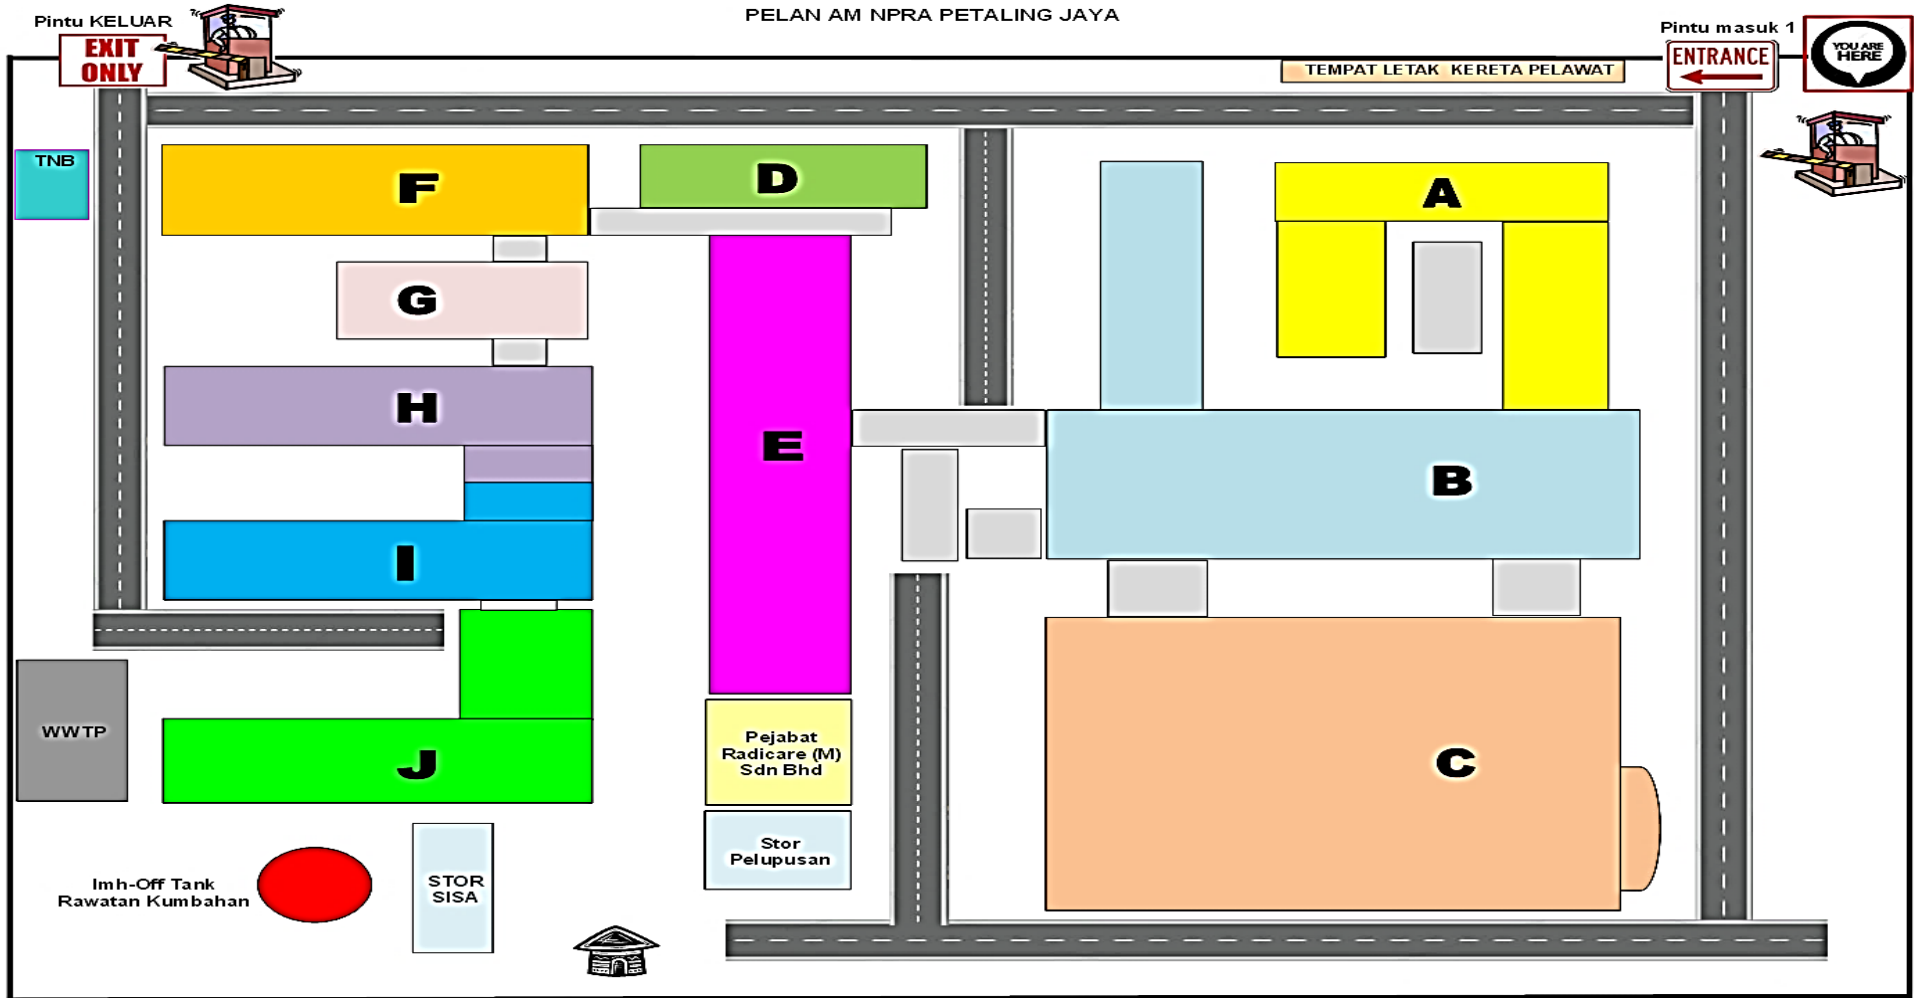 PELAN AM NPRA PETALING JAYA
Pintu KELUAR
EXIT
ONLY
Pintu masuk 1
ENTRANCE
YOU ARE
HERE
TEMPAT LETAK KERETA PELAWAT
TNB
F
D
A
G
H
E
B
I
WWTP
J
Pejabat
Radicare (M)
Sdn Bhd
C
Stor
Pelupusan
Imh-Off Tank
Rawatan Kumbahan
STOR
SISA